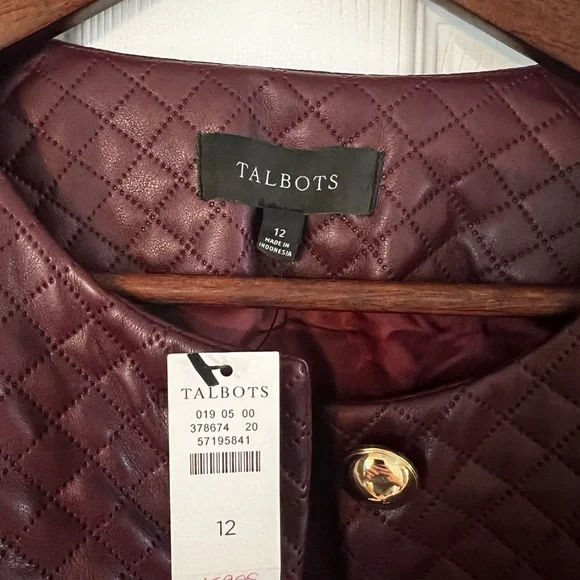 TALBOTS
12
MADE IN
INDONESIA
TALBOTS
019 05 00
378674 20
57195841
12